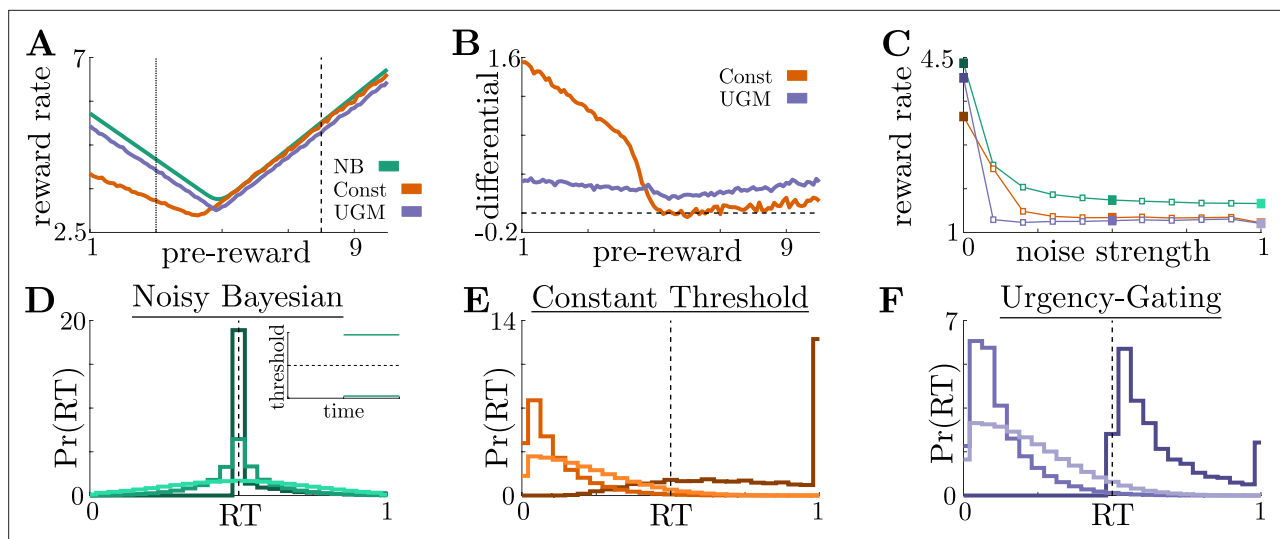 A
7
reward rate
2.5
1
pre-reward
9
NB
Const
UGM
B
1.6
differential
-0.2
1
pre-reward
9
Const
UGM
C
4.5
reward rate
1
0
noise strength
1
D
Noisy Bayesian
20
Pr(RT)
0
0
RT
1
threshold
time
E
Constant Threshold
14
Pr(RT)
0
0
RT
1
F
Urgency-Gating
7
Pr(RT)
0
0
RT
1